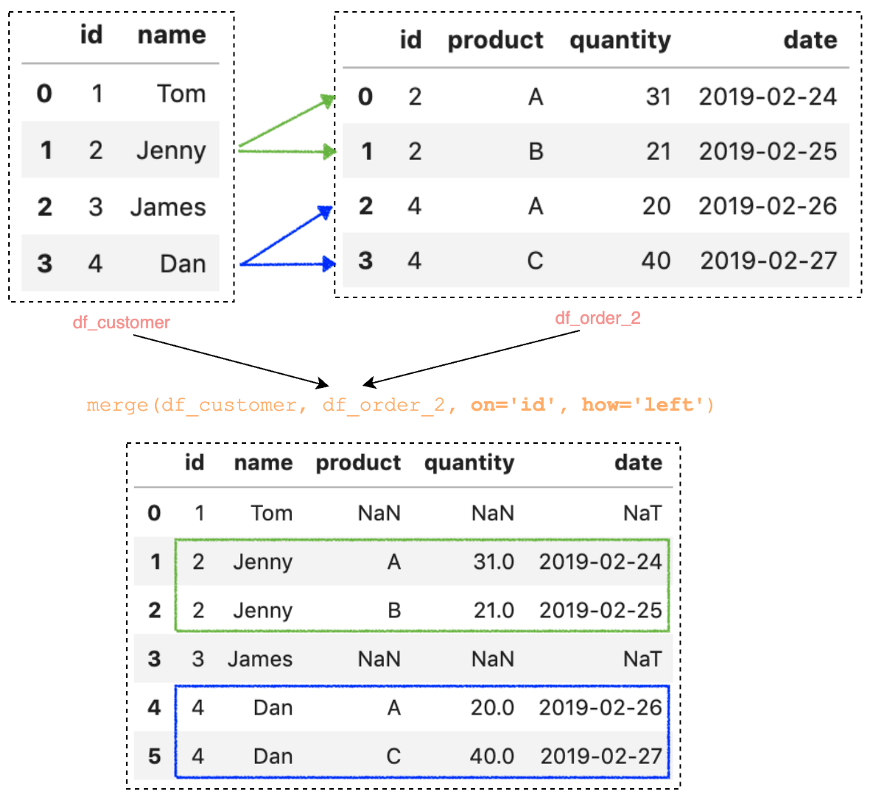 id name
0 1 Tom
1 2 Jenny
2 3 James
3 4 Dan
df_customer
id product quantity date
0 2 A 31 2019-02-24
1 2 B 21 2019-02-25
2 4 A 20 2019-02-26
3 4 C 40 2019-02-27
df_order_2
merge(df_customer, df_order_2, on='id', how='left')
id name product quantity date
0 1 Tom NaN NaN NaT
1 2 Jenny A 31.0 2019-02-24
2 2 Jenny B 21.0 2019-02-25
3 3 James NaN NaN NaT
4 4 Dan A 20.0 2019-02-26
5 4 Dan C 40.0 2019-02-27